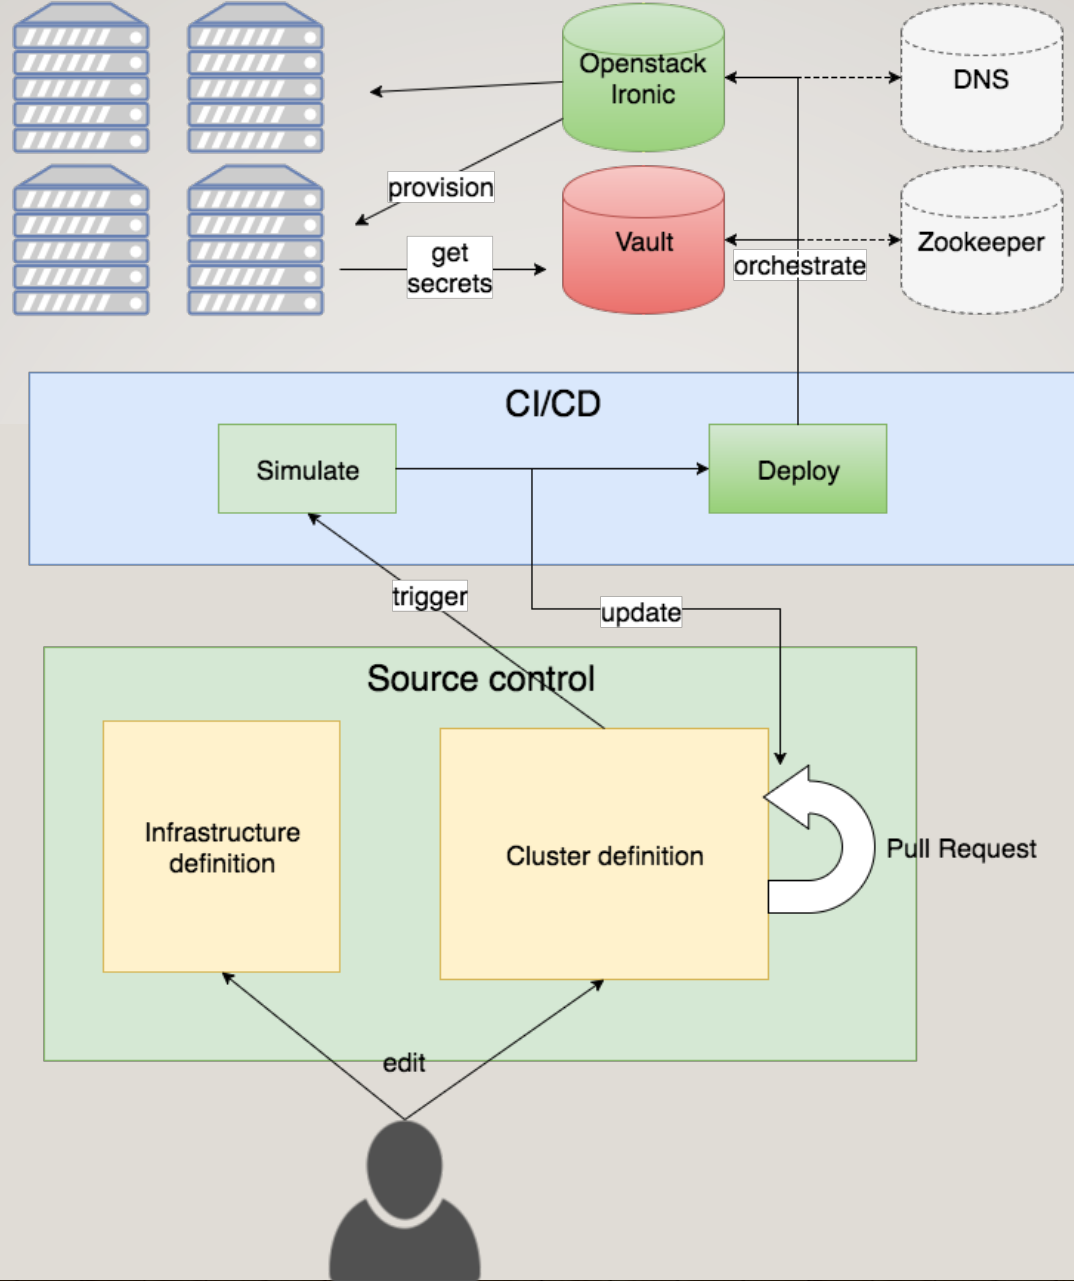 Openstack
Ironic
DNS
provision
Vault
Zookeeper
get
secrets
orchestrate
CI/CD
Simulate
Deploy
trigger
update
Source control
Infrastructure
definition
Cluster definition
Pull Request
edit